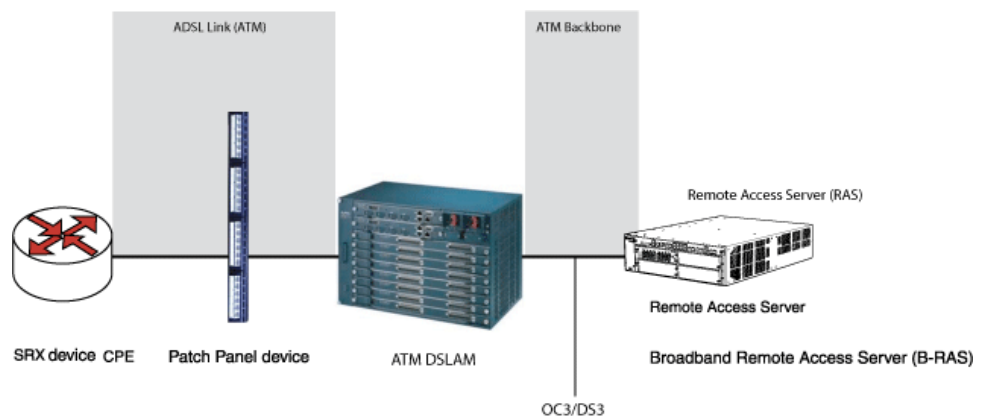 ADSL Link (ATM)
ATM Backbone
Remote Access Server (RAS)
Remote Access Server
SRX device CPE
Patch Panel device
ATM DSLAM
Broadband Remote Access Server (B-RAS)
OC3/DS3